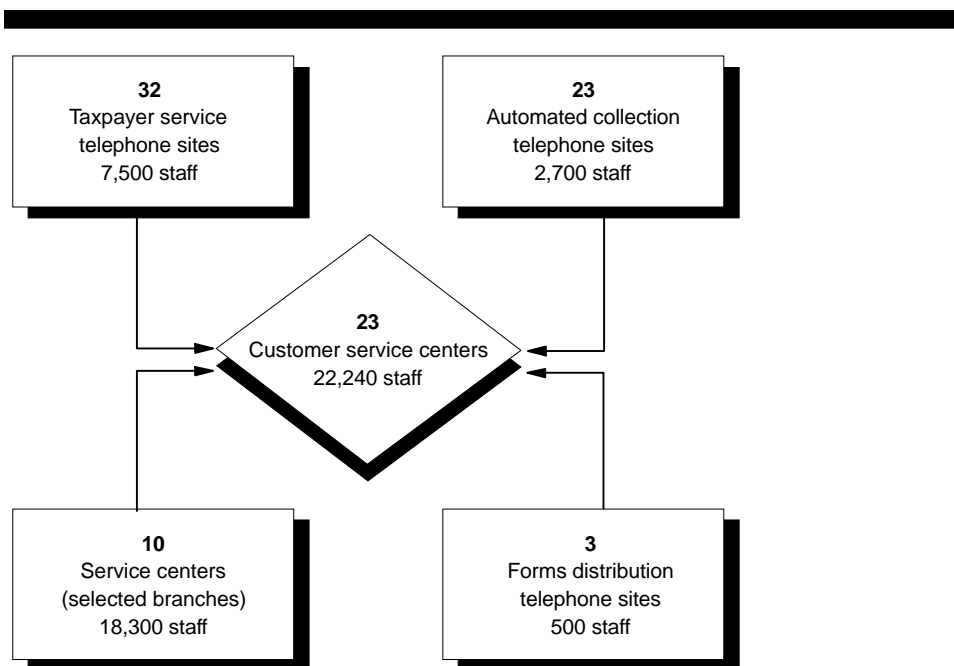 32
Taxpayer service
telephone sites
7,500 staff
23
Automated collection
telephone sites
2,700 staff
23
Customer service centers
22,240 staff
10
Service centers
(selected branches)
18,300 staff
3
Forms distribution
telephone sites
500 staff